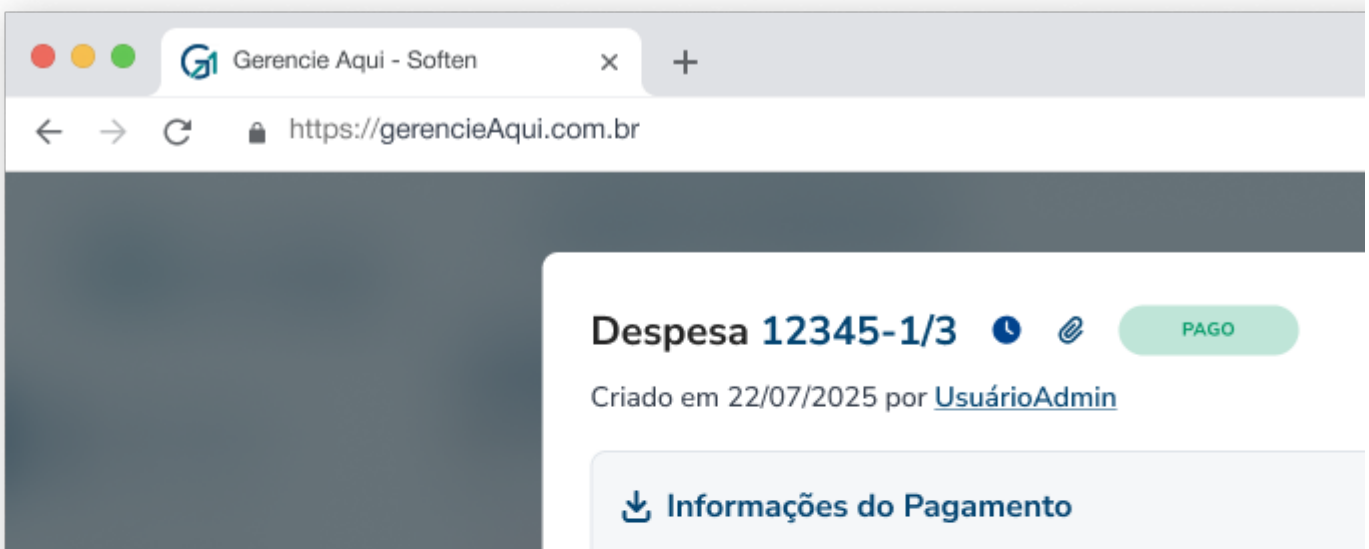 Gerencie Aqui - Soften
https://gerencieAqui.com.br
Despesa 12345-1/3 PAGO
Criado em 22/07/2025 por UsuárioAdmin
Informações do Pagamento